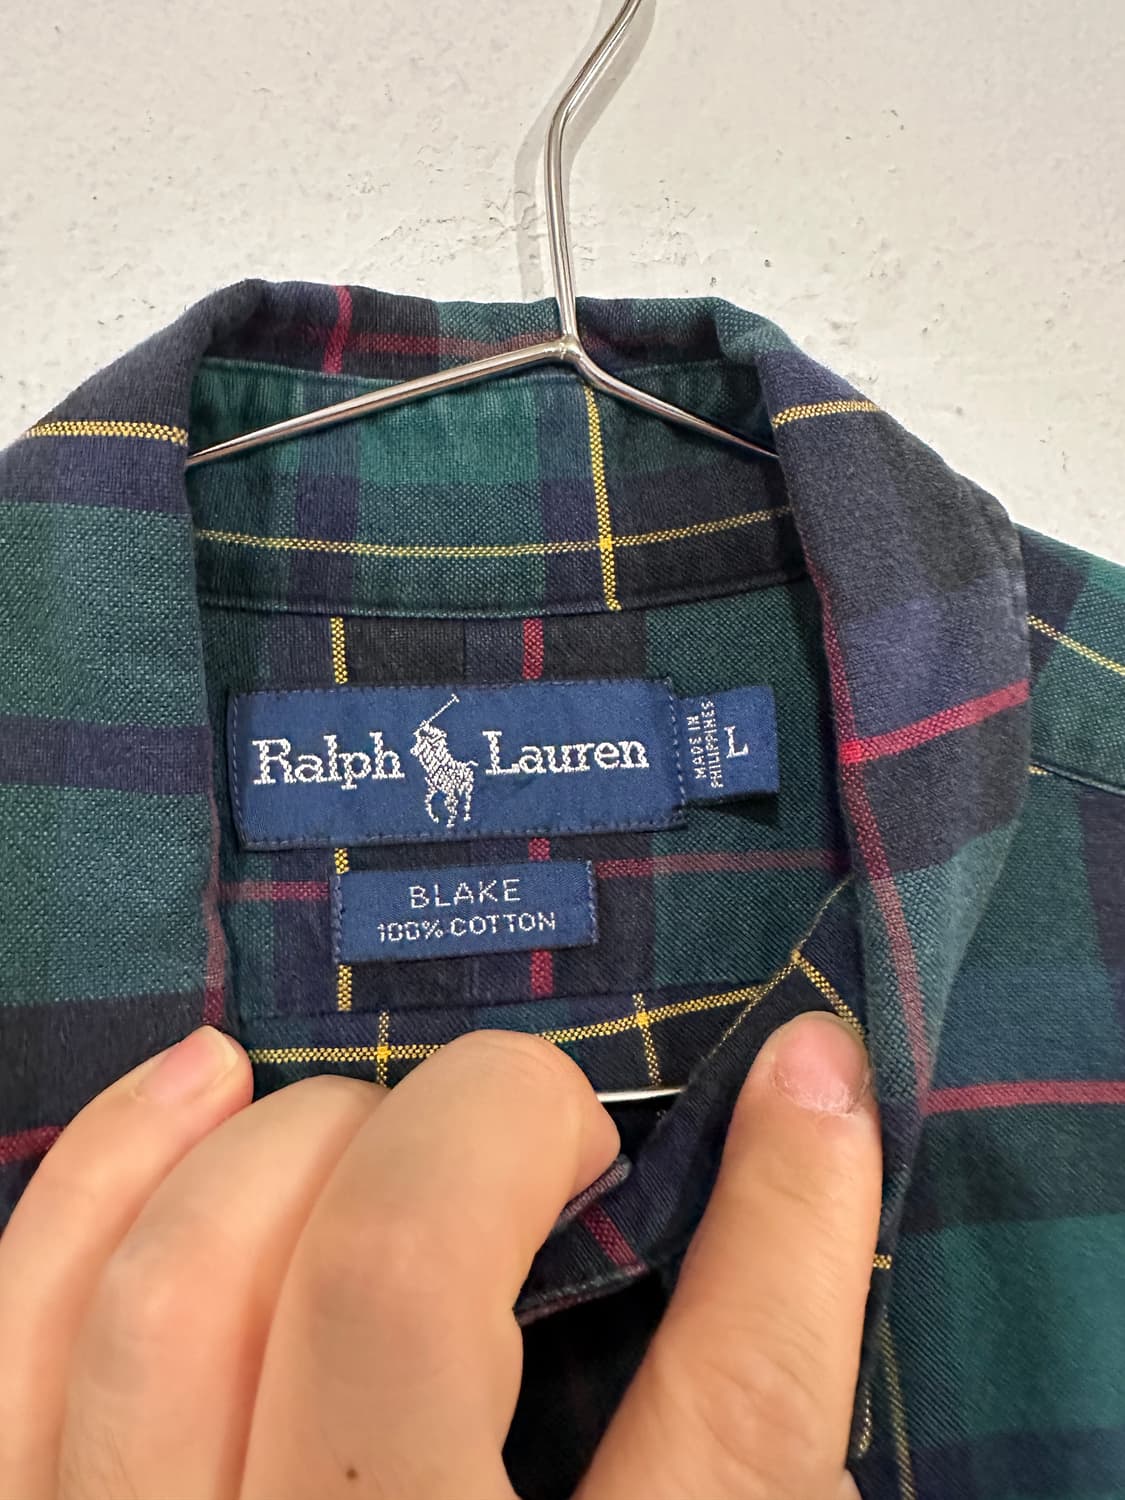 Ralph Lauren
MADE IN
PHILIPPINES
L
BLAKE
100% COTTON